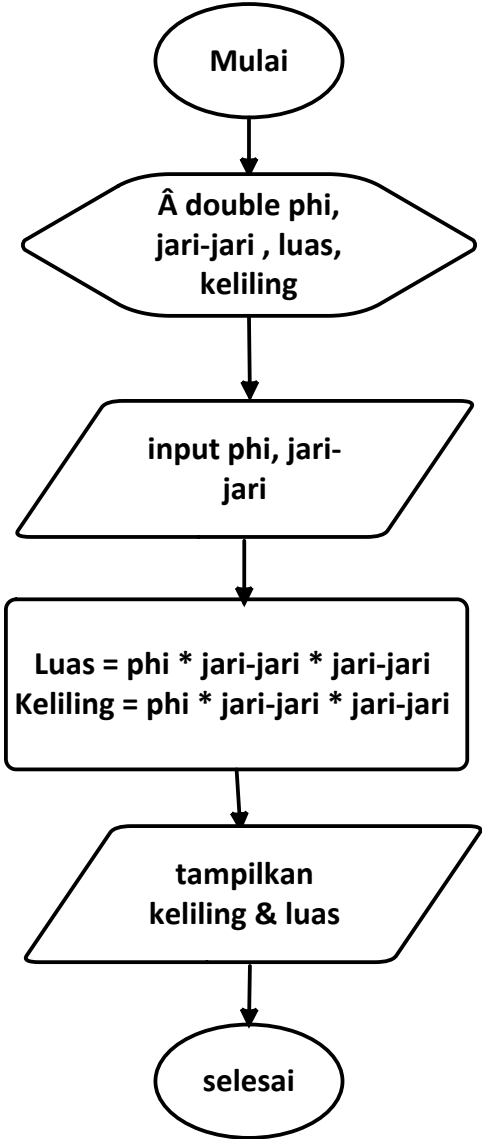 Mulai
Â double phi,
jari-jari , luas,
keliling
input phi, jari-
jari
Luas = phi * jari-jari * jari-jari
Keliling = phi * jari-jari * jari-jari
tampilkan
keliling & luas
selesai